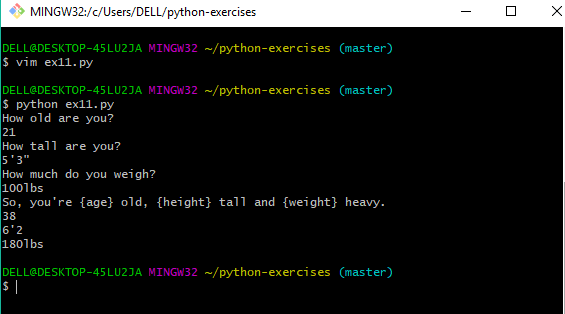 MINGW32:/c/Users/DELL/python-exercises
DELL@DESKTOP-45LU2JA MINGW32 ~/python-exercises (master)
$ vim ex11.py
DELL@DESKTOP-45LU2JA MINGW32 ~/python-exercises (master)
$ python ex11.py
How old are you?
21
How tall are you?
5'3"
How much do you weigh?
100lbs
So, you're {age} old, {height} tall and {weight} heavy.
38
6'2
180lbs
DELL@DESKTOP-45LU2JA MINGW32 ~/python-exercises (master)
$